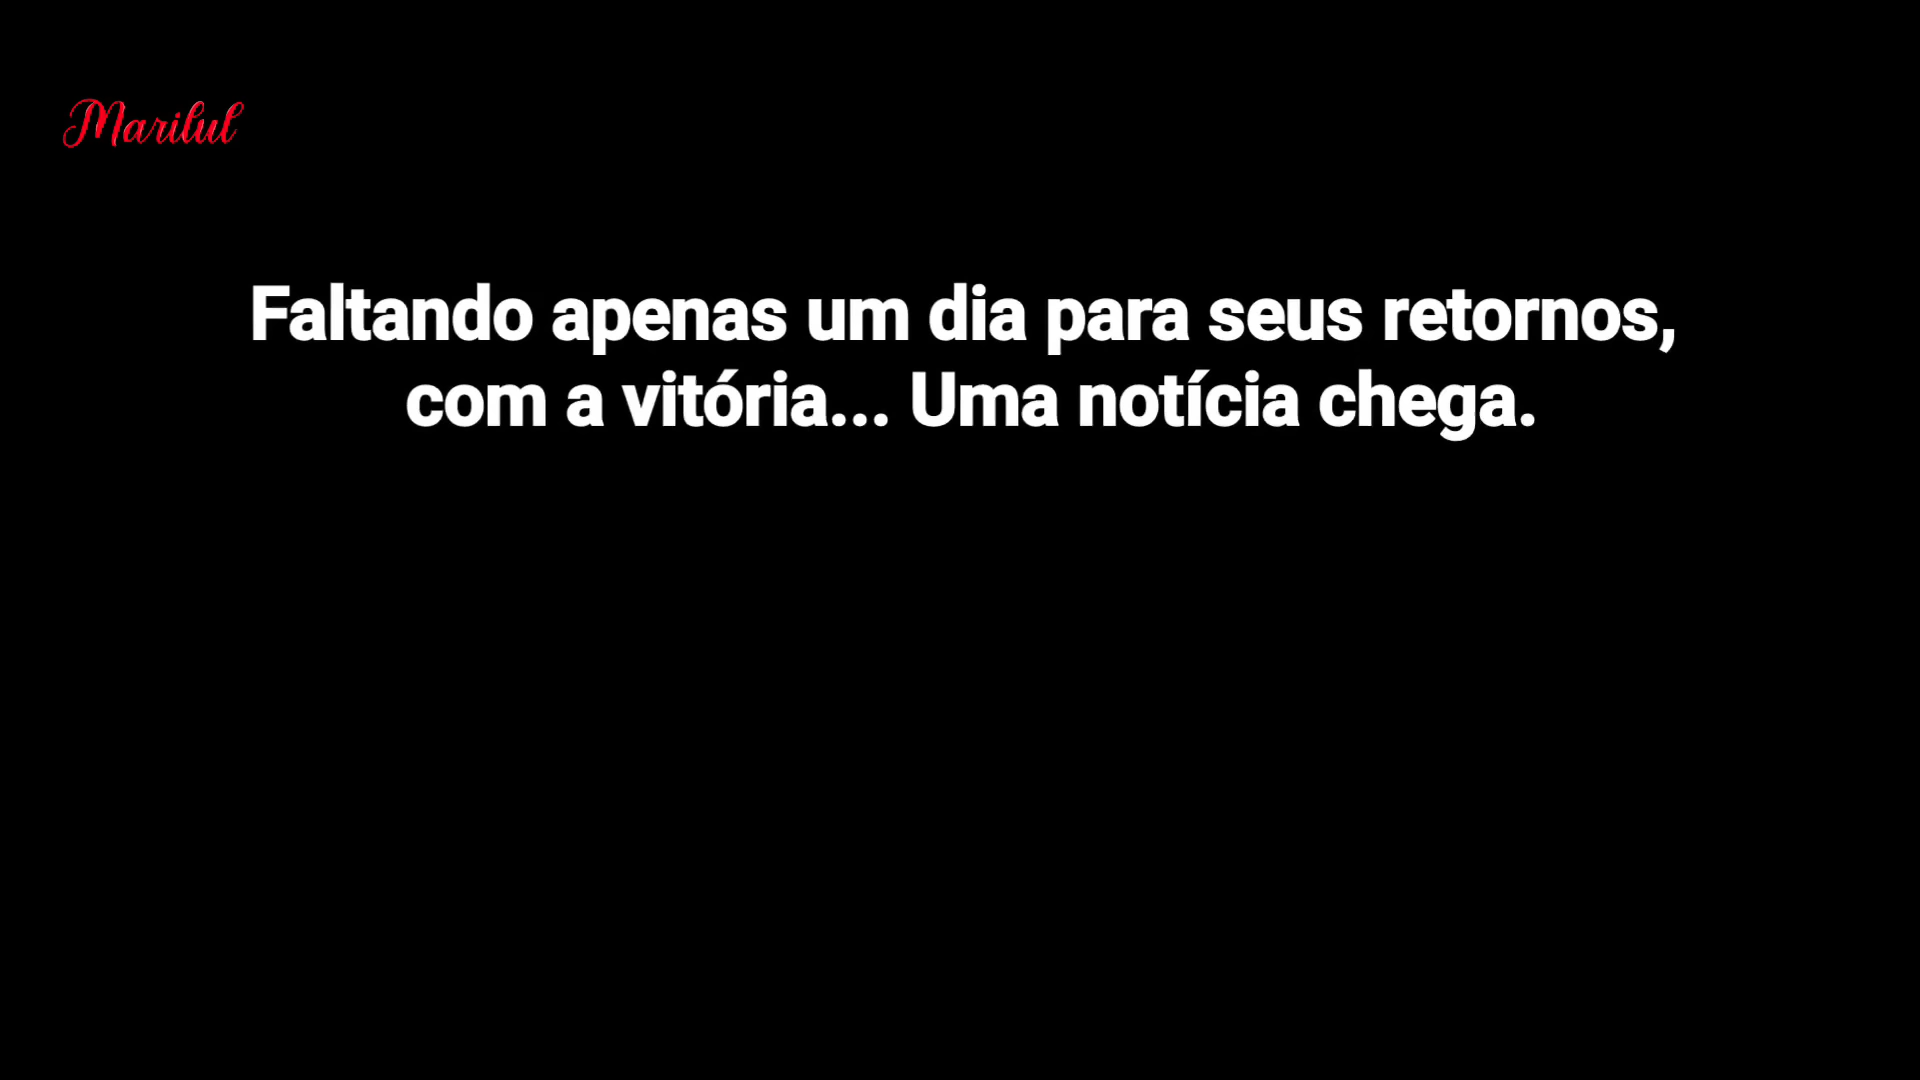 Marilul
Faltando apenas um dia para seus retornos,
com a vitória... Uma notícia chega.